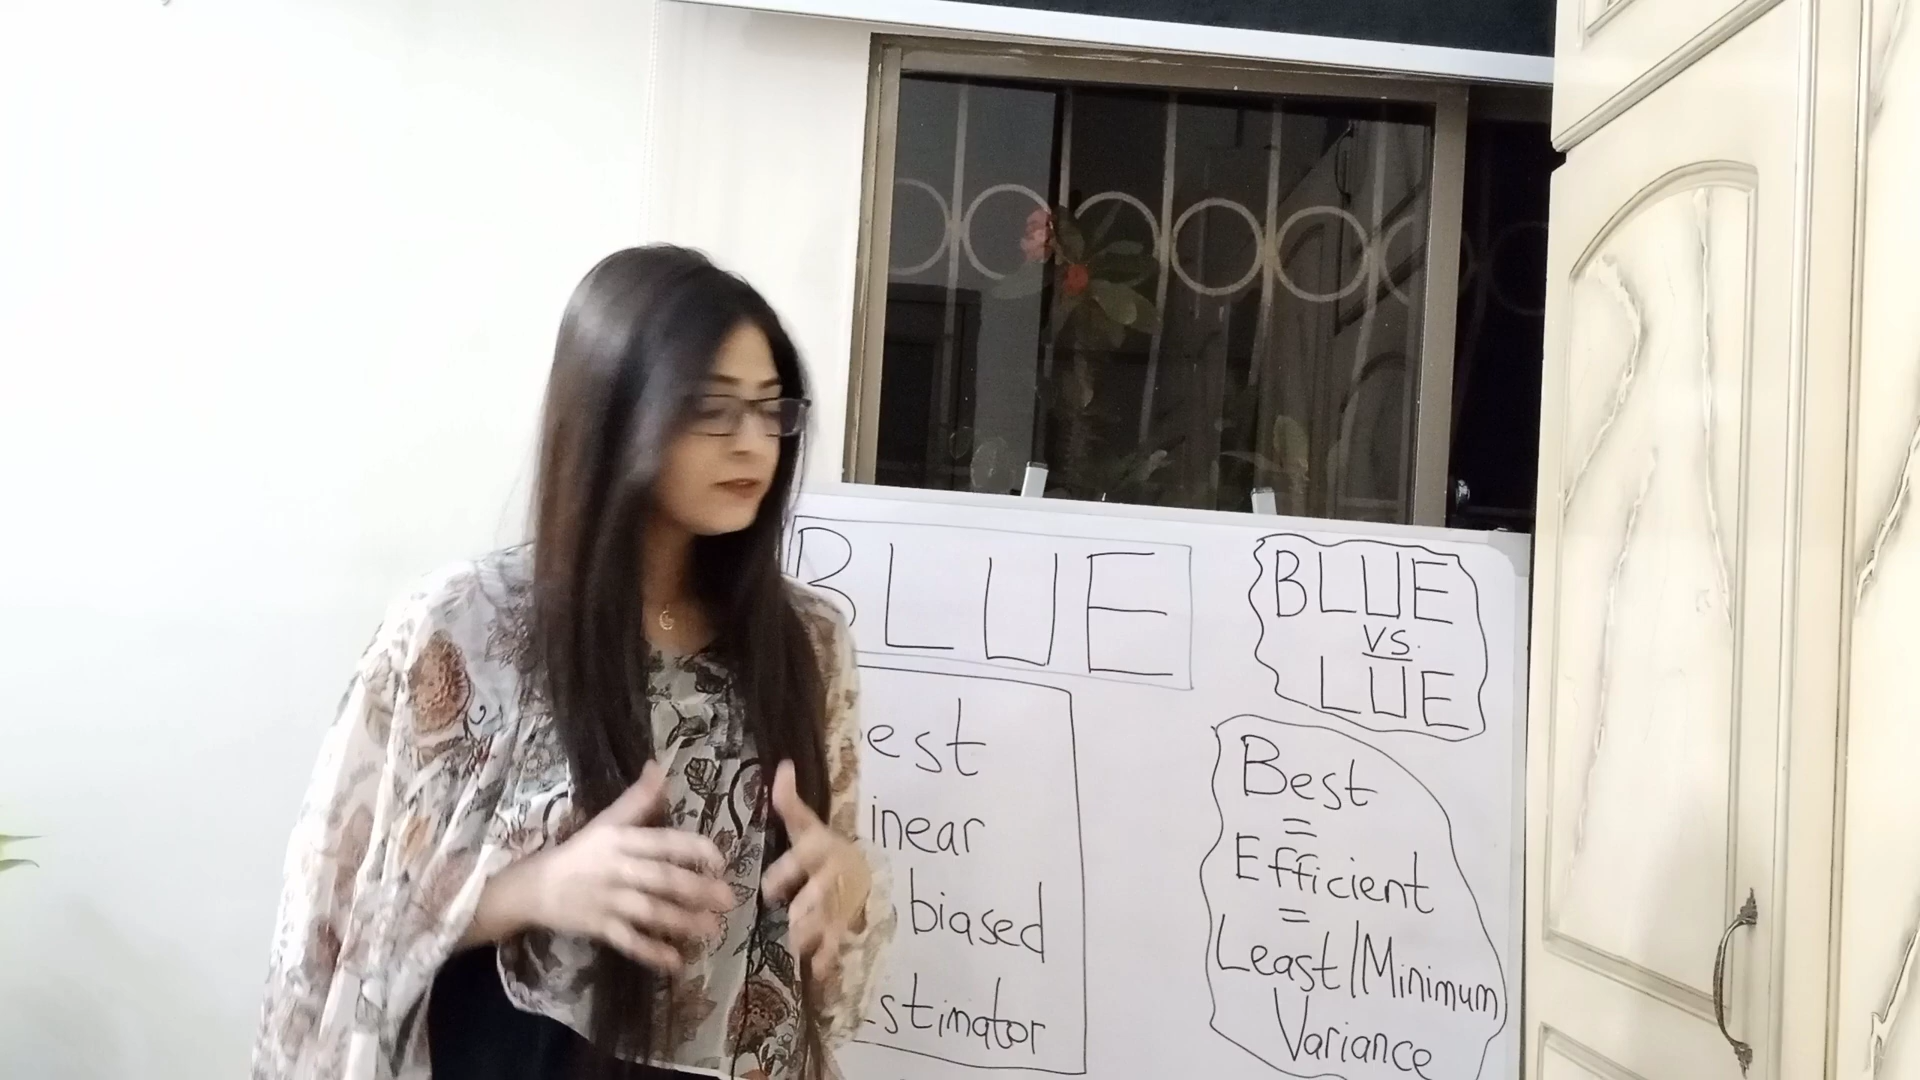 BLUE
est
inear
biased
stimator
BLUE
vs.
LUE
Best
=
Efficient
=
Least/Minimum
Variance